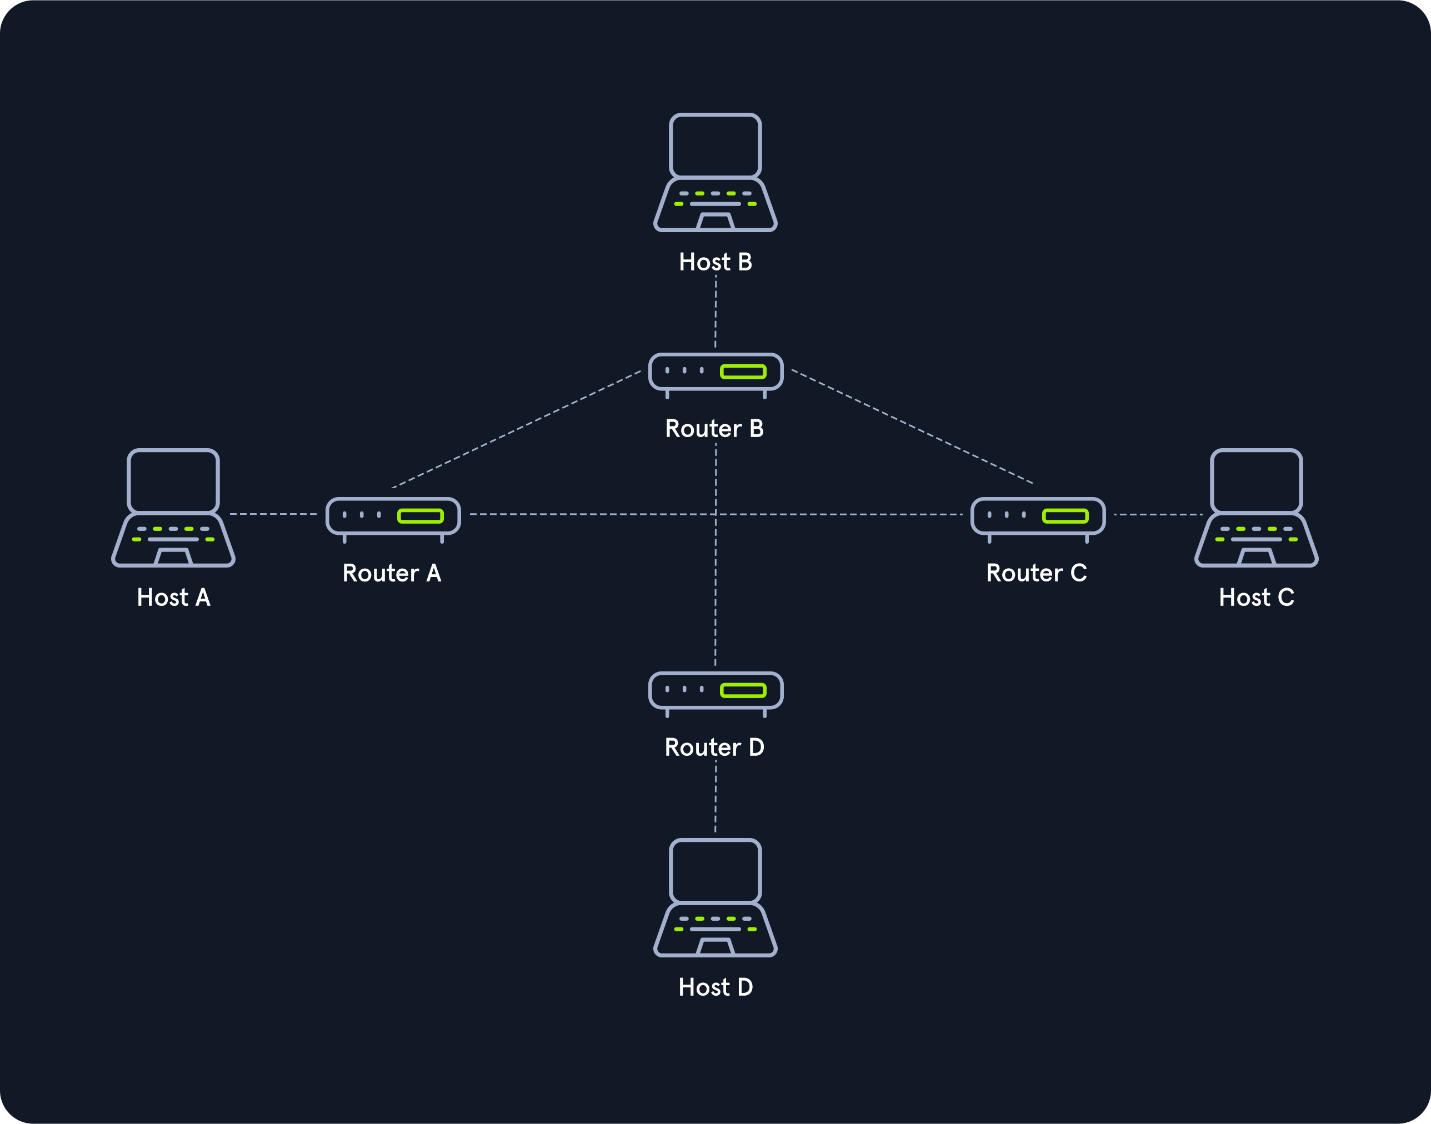 Host B
Router B
Host A
Router A
Router C
Host C
Router D
Host D